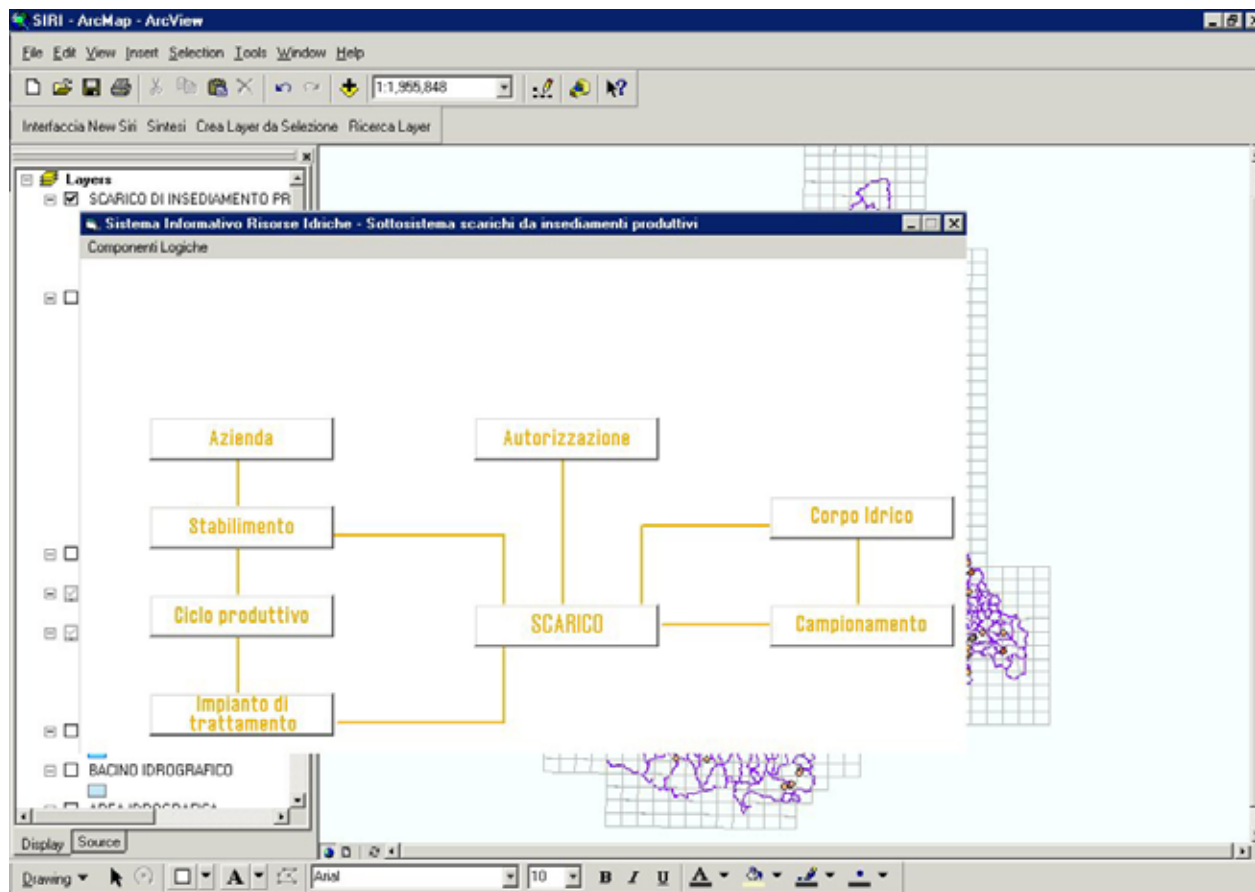 SIRI - ArcMap - ArcView
File Edit View Insert Selection Tools Window Help
1:1,955,848
Interfaccia New Siri Sintesi Crea Layer da Selezione Ricerca Layer
Layers
SCARICO DI INSEDIAMENTO PR
Sistema Informativo Risorse Idriche - Sottosistema scarichi da insediamenti produttivi
Componenti Logiche
Azienda
Autorizzazione
Stabilimento
Corpo Idrico
Ciclo produttivo
SCARICO
Campionamento
Impianto di
trattamento
BACINO IDROGRAFICO
AREA IDROGRAFICA
Display Source
Drawing A Arial 10 B I U A